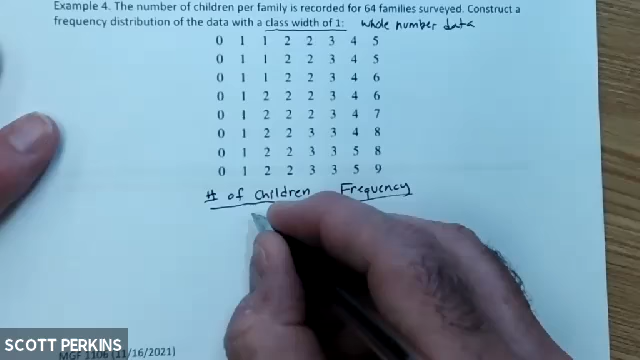 Example 4. The number of children per family is recorded for 64 families surveyed. Construct a
frequency distribution of the data with a class width of 1: whole number data
0 1 1 2 2 3 4 5
0 1 1 2 2 3 4 5
0 1 1 2 2 3 4 6
0 1 2 2 2 3 4 6
0 1 2 2 2 3 4 7
0 1 2 2 3 3 4 8
0 1 2 2 3 3 5 8
0 1 2 2 3 3 5 9
# of Children Frequency
SCOTT PERKINS
MGF 1106 (11/16/2021)